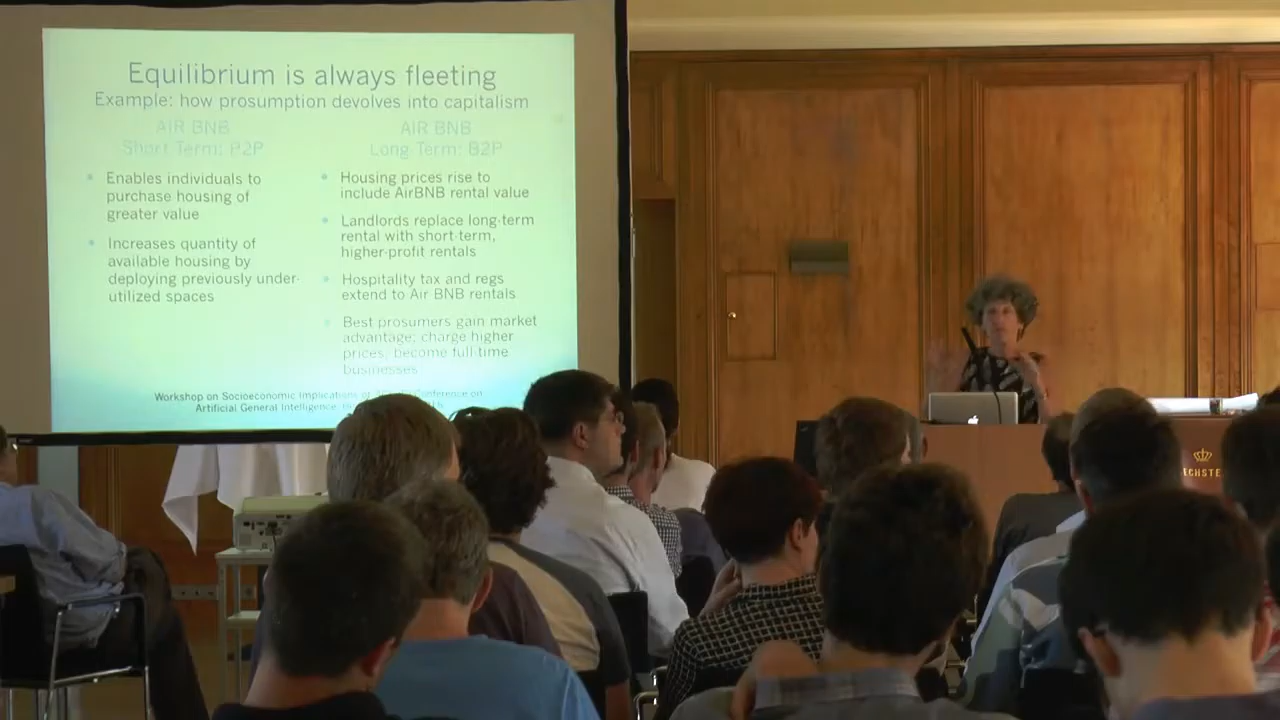 Equilibrium is always fleeting
Example: how prosumption devolves into capitalism
AIR BNB
Short Term: P2P
• Enables individuals to
purchase housing of
greater value
• Increases quantity of
available housing by
deploying previously under-
utilized spaces
AIR BNB
Long-Term: B2P
• Housing prices rise to
include AirBNB rental value
• Landlords replace long-term
rental with short-term,
higher-profit rentals
• Hospitality tax and regs
extend to Air BNB rentals
• Best prosumers gain market
advantage; charge higher
prices, become full-time
businesses
Workshop on Socioeconomic Implications of Conference on
Artificial General Intelligence,